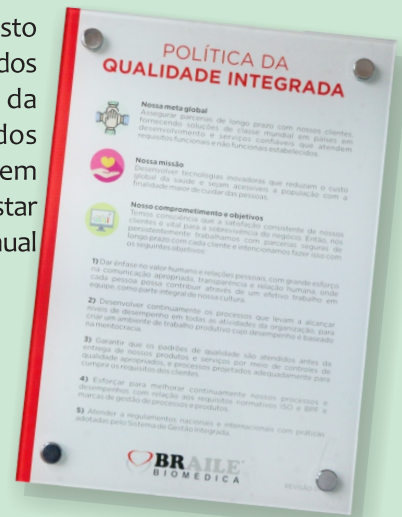 sto
dos
da
dos
em
star
nual
POLÍTICA DA
QUALIDADE INTEGRADA
Nossa meta global
Assegurar parcerias de longo prazo com nossos clientes,
fornecendo soluções de classe mundial em países em
desenvolvimento e serviços confiáveis que atendem
requisitos funcionais e não funcionais estabelecidos.
Nossa missão
Desenvolver tecnologias inovadoras que reduzam o custo
global da saúde e sejam acessíveis a população com a
finalidade maior de cuidar das pessoas.
Nosso comprometimento e objetivos
Temos consciência que a satisfação consistente de nossos
clientes é vital para a sobrevivência do negócio. Então, nós
persistentemente trabalhamos com parcerias seguras de
longo prazo com cada cliente e intencionamos fazer isso com
os seguintes objetivos:
1) Dar ênfase no valor humano e relações pessoais, com grande esforço
na comunicação apropriada, transparência e relação humana, onde
cada pessoa possa contribuir através de um efetivo trabalho em
equipe, como parte integral de nossa cultura.
2) Desenvolver continuamente os processos que levam a alcançar
níveis de desempenho em todas as atividades da organização, para
criar um ambiente de trabalho produtivo cujo desempenho é baseado
na meritocracia.
3) Garantir que os padrões de qualidade são atendidos antes da
entrega de nossos produtos e serviços por meio de controles de
qualidade apropriados, e processos projetados adequadamente para
cumprir os requisitos dos clientes.
4) Esforçar para melhorar continuamente nossos processos e
desempenhos com relação aos requisitos normativos ISO e BPF e
marcas de gestão de processos e produtos.
5) Atender a regulamentos nacionais e internacionais com práticas
adotadas pelo Sistema de Gestão Integrada.
BRAILE
BIOMÉDICA
REVISÃO